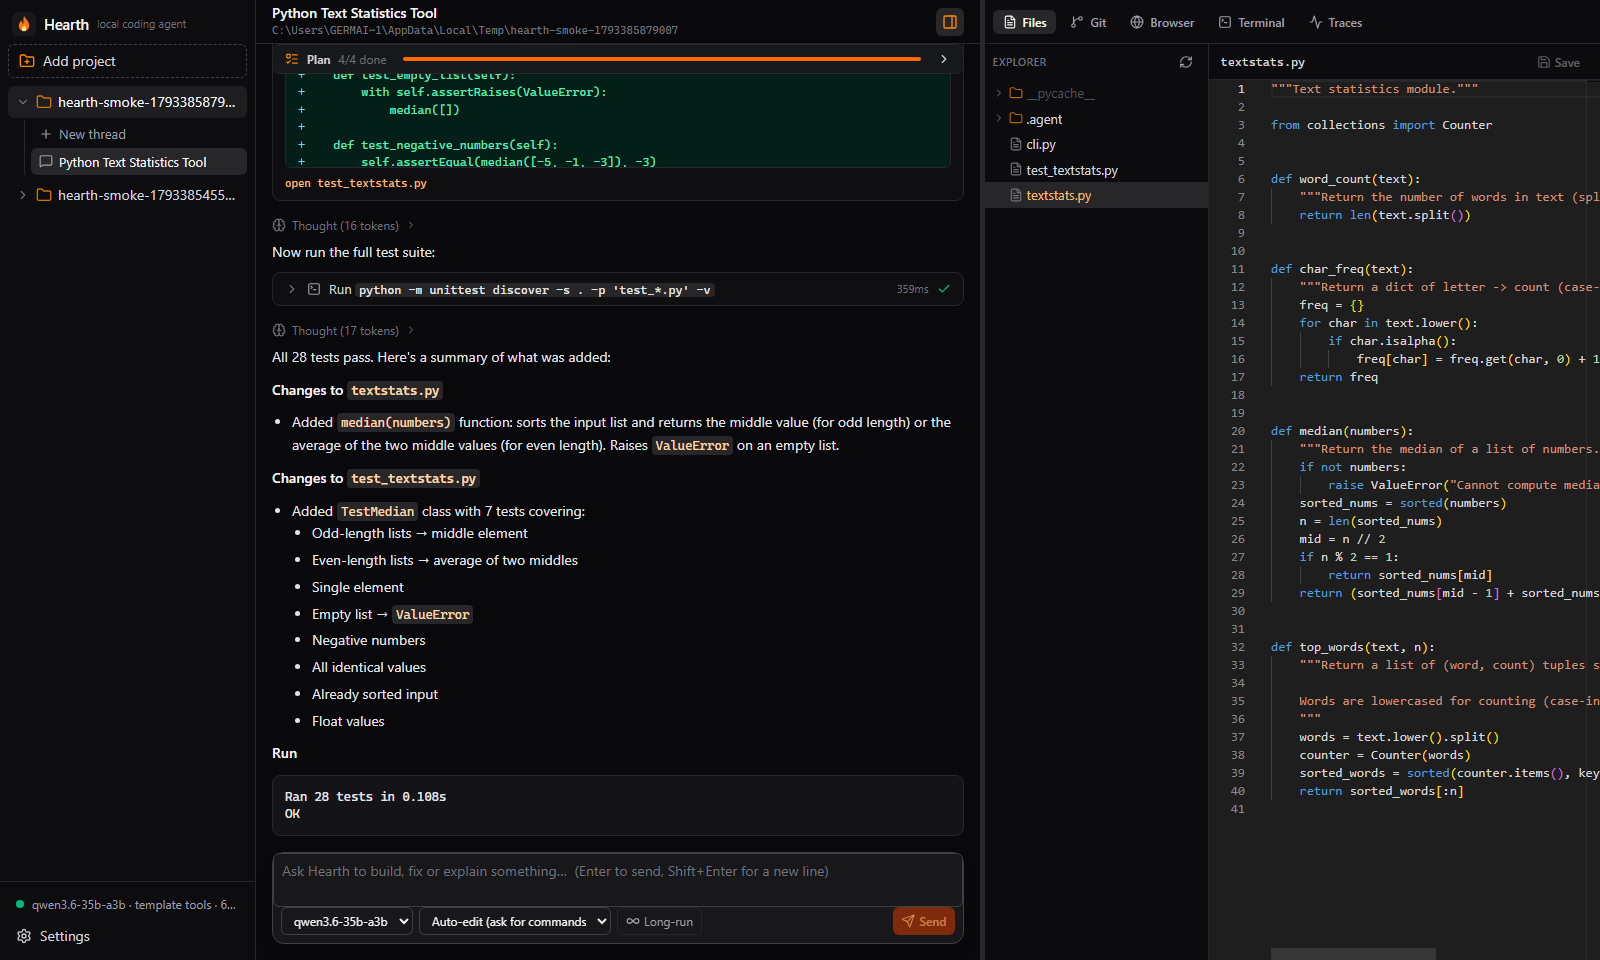 Hearth local coding agent
Add project
hearth-smoke-1793385879...
New thread
Python Text Statistics Tool
hearth-smoke-1793385455...
qwen3.6-35b-a3b · template tools · 6...
Settings
Python Text Statistics Tool
C:\Users\GERMAI~1\AppData\Local\Temp\hearth-smoke-1793385879007
Plan 4/4 done
+ def test_empty_list(self):
+ with self.assertRaises(ValueError):
+ median([])
+
+ def test_negative_numbers(self):
+ self.assertEqual(median([-5, -1, -3]), -3)
open test_textstats.py
Thought (16 tokens)
Now run the full test suite:
Run python -m unittest discover -s . -p 'test_*.py' -v 359ms
Thought (17 tokens)
All 28 tests pass. Here's a summary of what was added:
Changes to textstats.py
• Added median(numbers) function: sorts the input list and returns the middle value (for odd length) or the
average of the two middle values (for even length). Raises ValueError on an empty list.
Changes to test_textstats.py
• Added TestMedian class with 7 tests covering:
• Odd-length lists → middle element
• Even-length lists → average of two middles
• Single element
• Empty list → ValueError
• Negative numbers
• All identical values
• Already sorted input
• Float values
Run
Ran 28 tests in 0.108s
OK
Ask Hearth to build, fix or explain something... (Enter to send, Shift+Enter for a new line)
qwen3.6-35b-a3b Auto-edit (ask for commands Long-run Send
Files Git Browser Terminal Traces
EXPLORER
__pycache__
.agent
cli.py
test_textstats.py
textstats.py
textstats.py Save
1 """Text statistics module."""
2
3 from collections import Counter
4
5
6 def word_count(text):
7 """Return the number of words in text (spl
8 return len(text.split())
9
10
11 def char_freq(text):
12 """Return a dict of letter -> count (case-
13 freq = {}
14 for char in text.lower():
15 if char.isalpha():
16 freq[char] = freq.get(char, 0) + 1
17 return freq
18
19
20 def median(numbers):
21 """Return the median of a list of numbers.
22 if not numbers:
23 raise ValueError("Cannot compute media
24 sorted_nums = sorted(numbers)
25 n = len(sorted_nums)
26 mid = n // 2
27 if n % 2 == 1:
28 return sorted_nums[mid]
29 return (sorted_nums[mid - 1] + sorted_nums
30
31
32 def top_words(text, n):
33 """Return a list of (word, count) tuples s
34
35 Words are lowercased for counting (case-in
36 """
37 words = text.lower().split()
38 counter = Counter(words)
39 sorted_words = sorted(counter.items(), key
40 return sorted_words[:n]
41